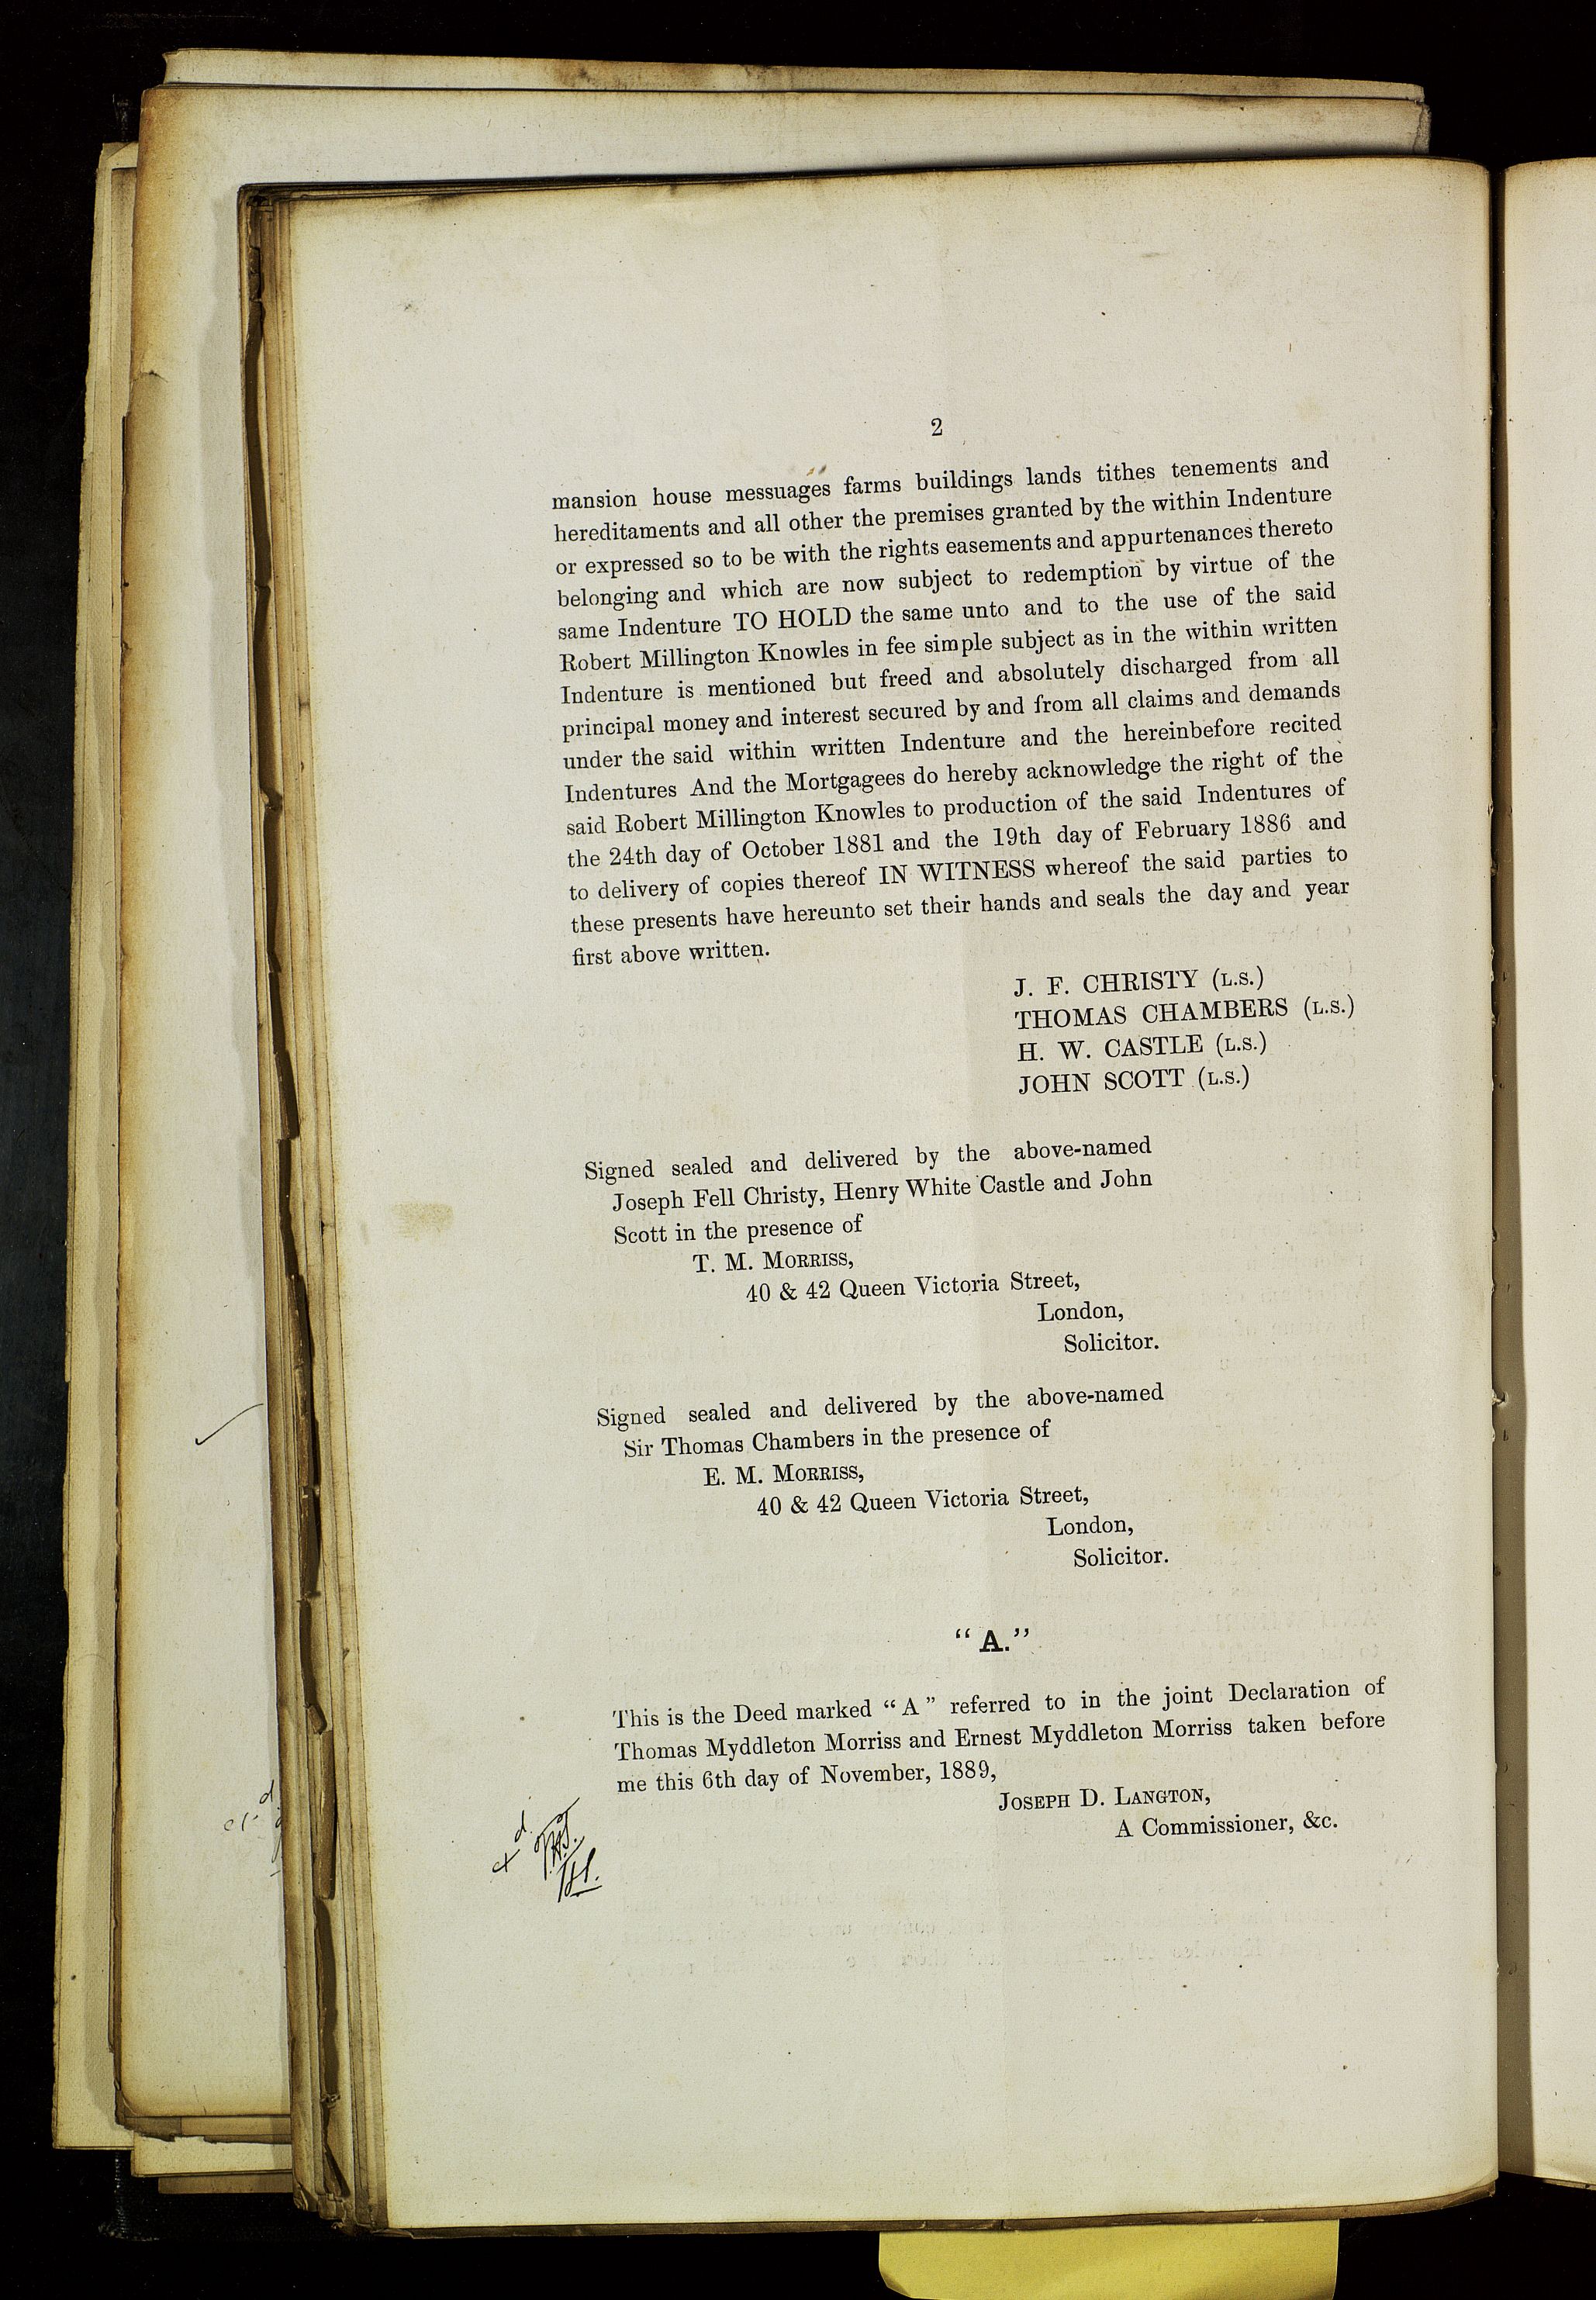 2
mansion house messuages farms buildings lands tithes tenements and
hereditaments and all other the premises granted by the within Indenture
or expressed so to be with the rights easements and appurtenances thereto
belonging and which are now subject to redemption by virtue of the
same Indenture TO HOLD the same unto and to the use of the said
Robert Millington Knowles in fee simple subject as in the within written
Indenture is mentioned but freed and absolutely discharged from all
principal money and interest secured by and from all claims and demands
under the said within written Indenture and the hereinbefore recited
Indentures And the Mortgagees do hereby acknowledge the right of the
said Robert Millington Knowles to production of the said Indentures of
the 24th day of October 1881 and the 19th day of February 1886 and
to delivery of copies thereof IN WITNESS whereof the said parties to
these presents have hereunto set their hands and seals the day and year
first above written.
J. F. CHRISTY (L.S.)
THOMAS CHAMBERS (L.S.)
H. W. CASTLE (L.S.)
JOHN SCOTT (L.S.)
Signed sealed and delivered by the above-named
Joseph Fell Christy, Henry White Castle and John
Scott in the presence of
T. M. MORRISS,
40 & 42 Queen Victoria Street,
London,
Solicitor.
Signed sealed and delivered by the above-named
Sir Thomas Chambers in the presence of
E. M. MORRISS,
40 & 42 Queen Victoria Street,
London,
Solicitor.
“A.”
This is the Deed marked “A” referred to in the joint Declaration of
Thomas Myddleton Morriss and Ernest Myddleton Morriss taken before
me this 6th day of November, 1889,
JOSEPH D. LANGTON,
A Commissioner, &c.